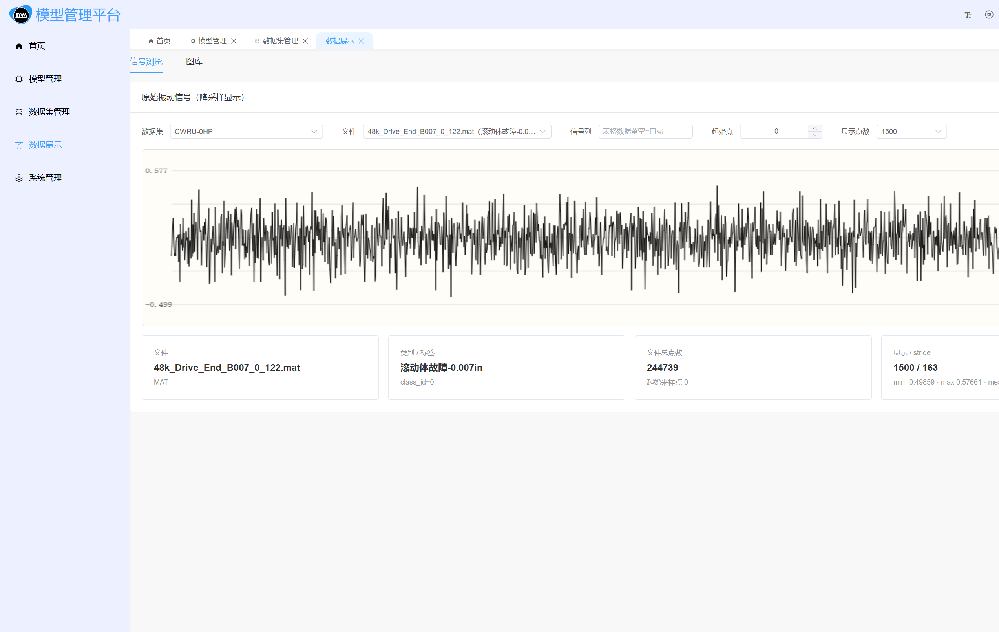 DVA 模型管理平台
首页
模型管理
数据集管理
数据展示
系统管理
首页 模型管理 数据集管理 数据展示
信号浏览 图库
原始振动信号（降采样显示）
数据集 CWRU-0HP 文件 48k_Drive_End_B007_0_122.mat（滚动体故障-0.0... 信号列 表格数据留空=自动 起始点 0 显示点数 1500
0.577
-0.499
文件
48k_Drive_End_B007_0_122.mat
MAT
类别 / 标签
滚动体故障-0.007in
class_id=0
文件总点数
244739
起始采样点 0
显示 / stride
1500 / 163
min -0.49859 · max 0.57661 · mea